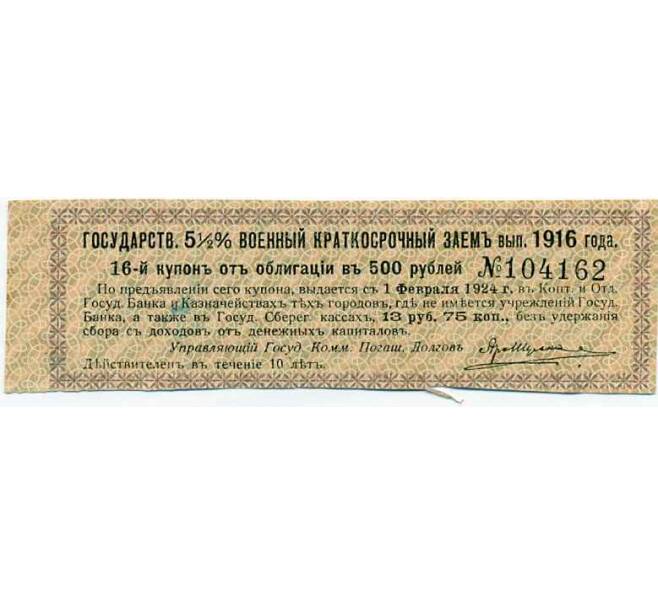 ГОСУДАРСТВ. 5½% ВОЕННЫЙ КРАТКОСРОЧНЫЙ ЗАЕМЪ вып. 1916 года.
16-й купонъ отъ облигаціи въ 500 рублей №104162
По предъявленіи сего купона, выдается съ 1 Февраля 1924 г. въ Конт. и Отд.
Госуд. Банка и Казначействахъ тѣхъ городовъ, гдѣ не имѣется учрежденій Госуд.
Банка, а также въ Госуд. Сберег. кассахъ, 13 руб. 75 коп., безъ удержанія
сбора съ доходовъ отъ денежныхъ капиталовъ.
Управляющій Госуд. Комм. Погаш. Долговъ
Дѣйствителенъ въ теченіе 10 лѣтъ.